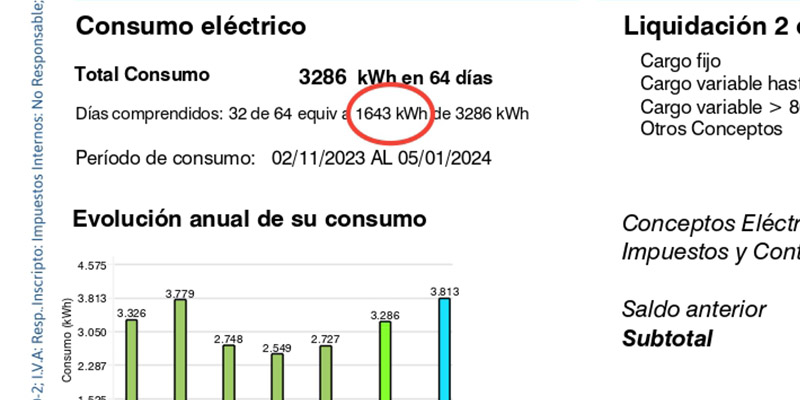 0-2; I.V.A: Resp. Inscripto: Impuestos Internos: No Responsable;
Consumo eléctrico
Total Consumo 3286 kWh en 64 días
Días comprendidos: 32 de 64 equiv a 1643 kWh de 3286 kWh
Período de consumo: 02/11/2023 AL 05/01/2024
Evolución anual de su consumo
Consumo (kWh)
4.575
3.813
3.050
2.287
1.525
3.326
3.779
2.748
2.549
2.727
3.286
3.813
Liquidación 2
Cargo fijo
Cargo variable hast
Cargo variable > 8
Otros Conceptos
Conceptos Eléctr
Impuestos y Cont
Saldo anterior
Subtotal